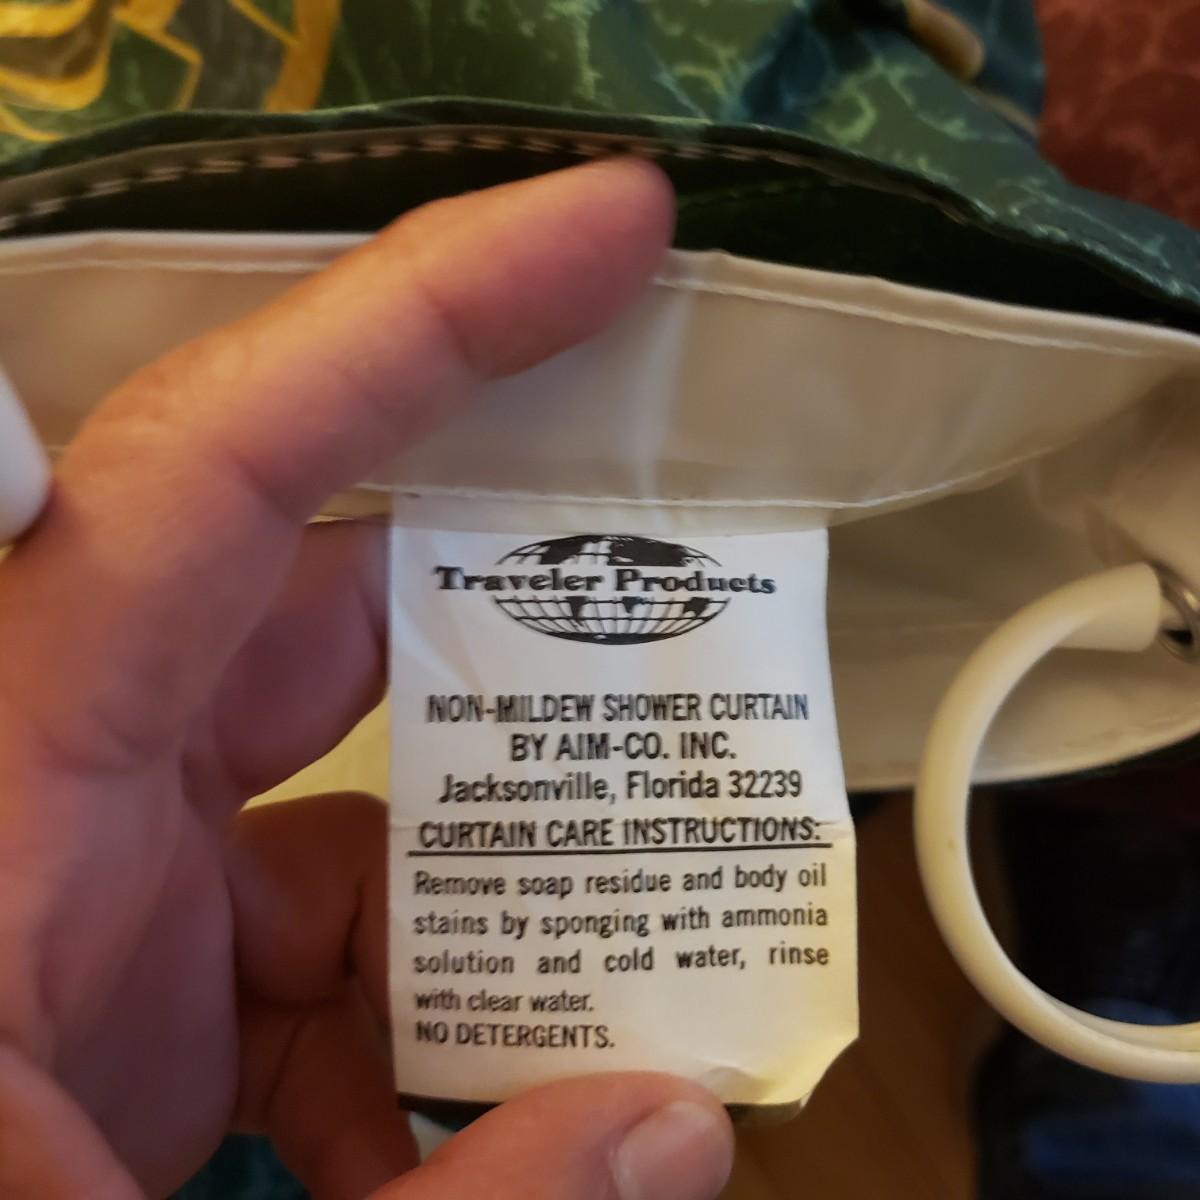 Traveler Products
NON-MILDEW SHOWER CURTAIN
BY AIM-CO. INC.
Jacksonville, Florida 32239
CURTAIN CARE INSTRUCTIONS:
Remove soap residue and body oil
stains by sponging with ammonia
solution and cold water, rinse
with clear water.
NO DETERGENTS.